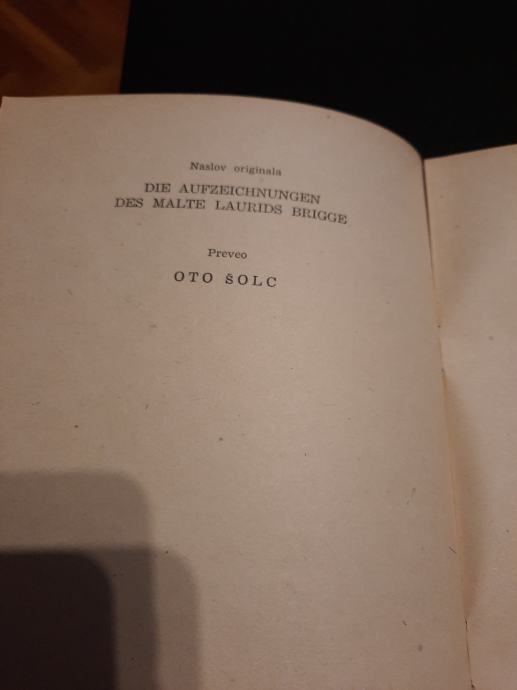 Naslov originala
DIE AUFZEICHNUNGEN
DES MALTE LAURIDS BRIGGE
Preveo
OTO ŠOLC